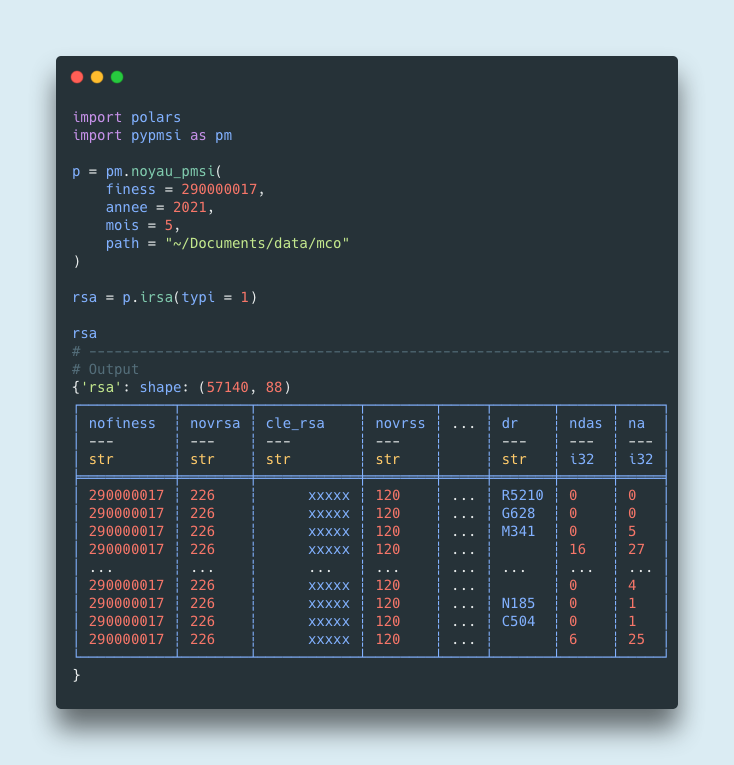 import polars
import pypmsi as pm
p = pm.noyau_pmsi(
finess = 290000017,
annee = 2021,
mois = 5,
path = "~/Documents/data/mco"
)
rsa = p.irsa(typi = 1)
rsa
# ---------------------------------------------------------------------
# Output
{'rsa': shape: (57140, 88)
nofiness novrsa cle_rsa novrss ... dr ndas na
--- --- --- --- --- --- ---
str str str str str i32 i32
290000017 226 xxxxx 120 ... R5210 0 0
290000017 226 xxxxx 120 ... G628 0 0
290000017 226 xxxxx 120 ... M341 0 5
290000017 226 xxxxx 120 ... 16 27
... ... ... ... ... ... ... ...
290000017 226 xxxxx 120 ... 0 4
290000017 226 xxxxx 120 ... N185 0 1
290000017 226 xxxxx 120 ... C504 0 1
290000017 226 xxxxx 120 ... 6 25
}